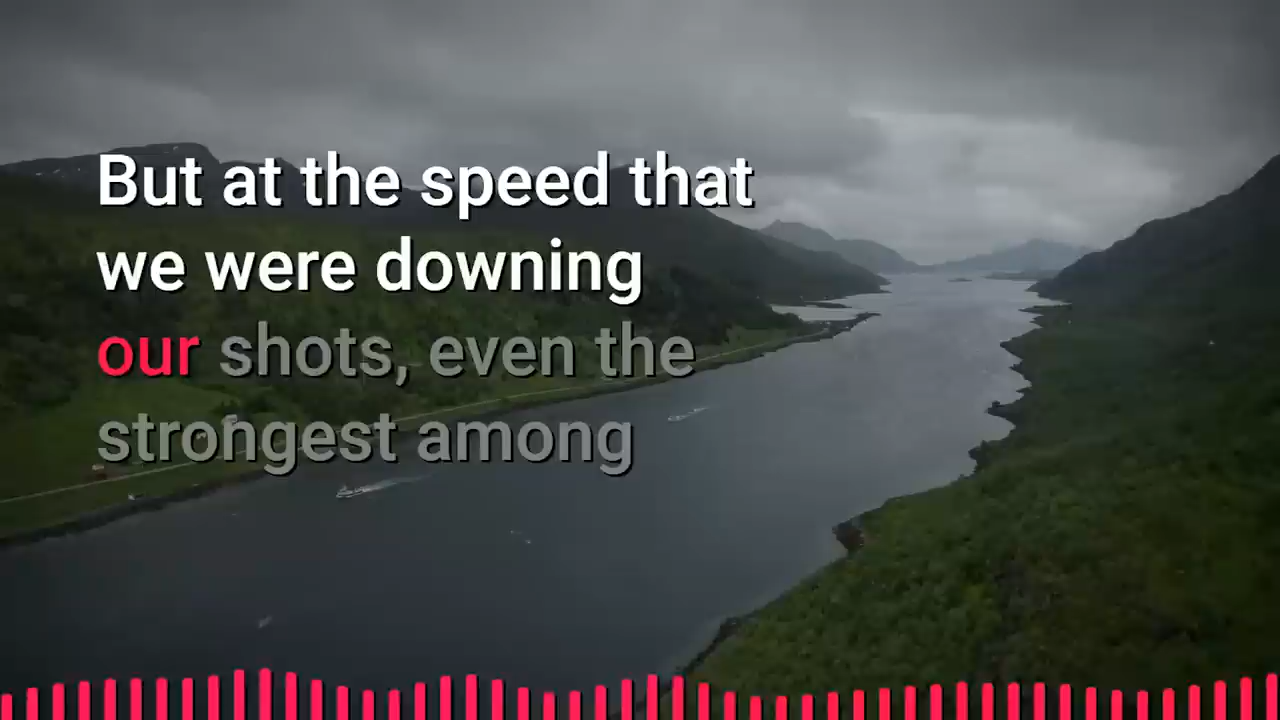 But at the speed that
we were downing
our shots, even the
strongest among